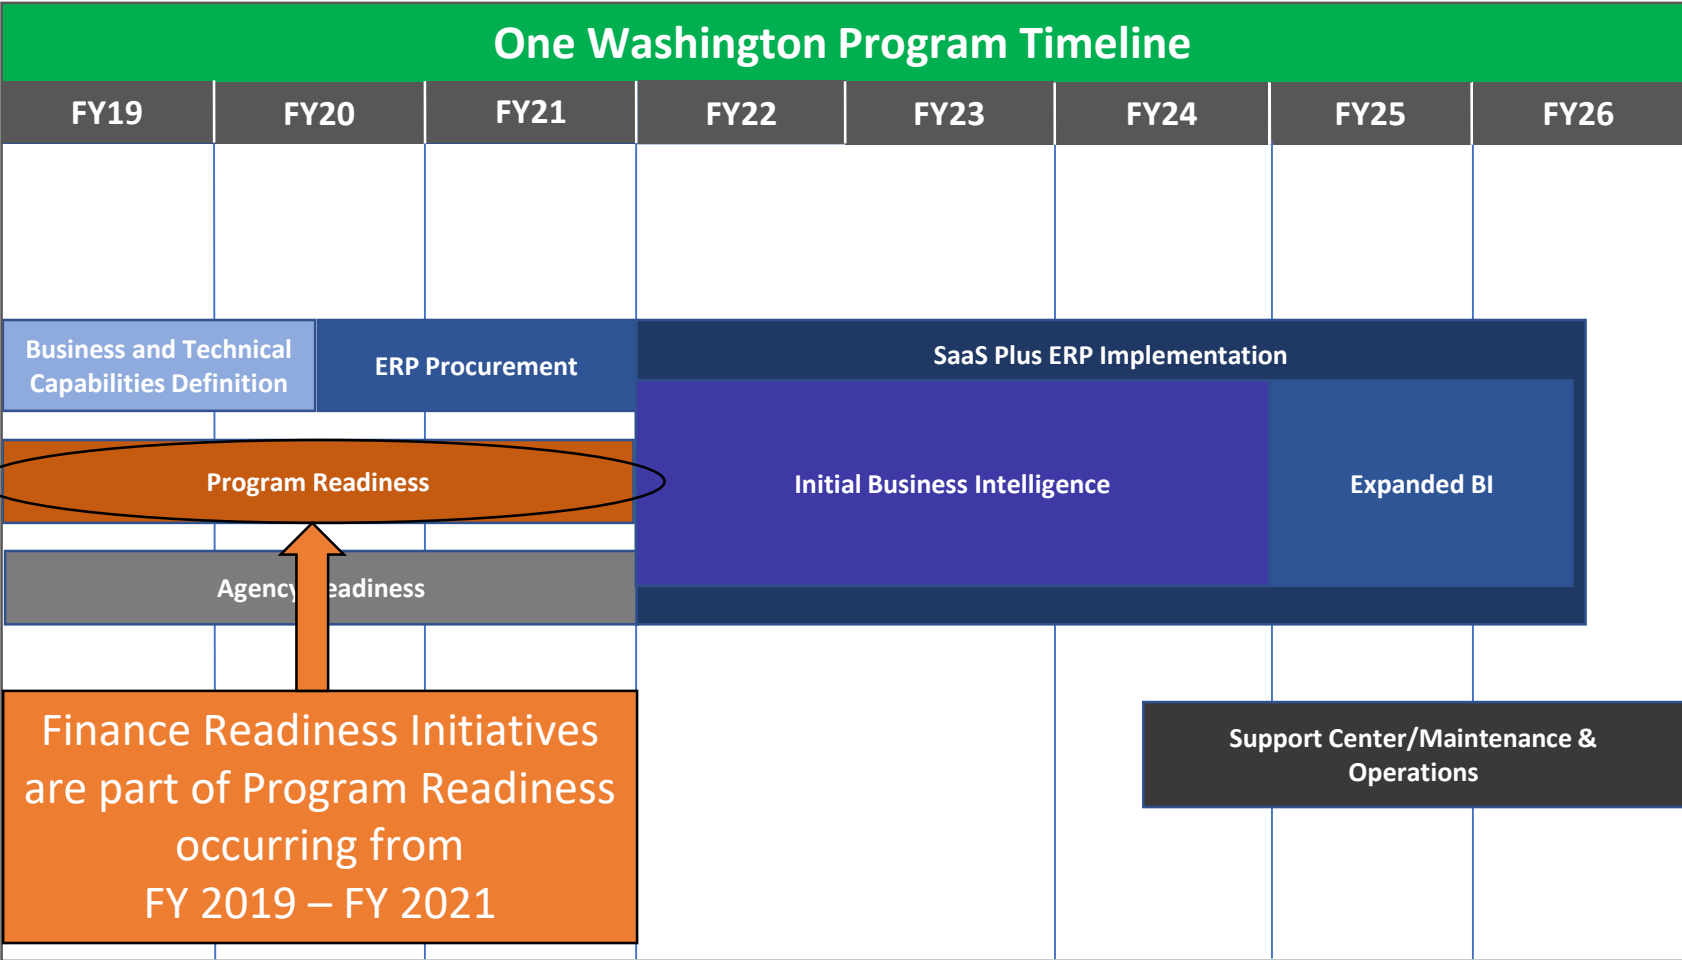 One Washington Program Timeline
FY19 FY20 FY21 FY22 FY23 FY24 FY25 FY26
Business and Technical
Capabilities Definition
ERP Procurement
SaaS Plus ERP Implementation
Program Readiness
Initial Business Intelligence
Expanded BI
Agency eadiness
Finance Readiness Initiatives
are part of Program Readiness
occurring from
FY 2019 – FY 2021
Support Center/Maintenance &
Operations